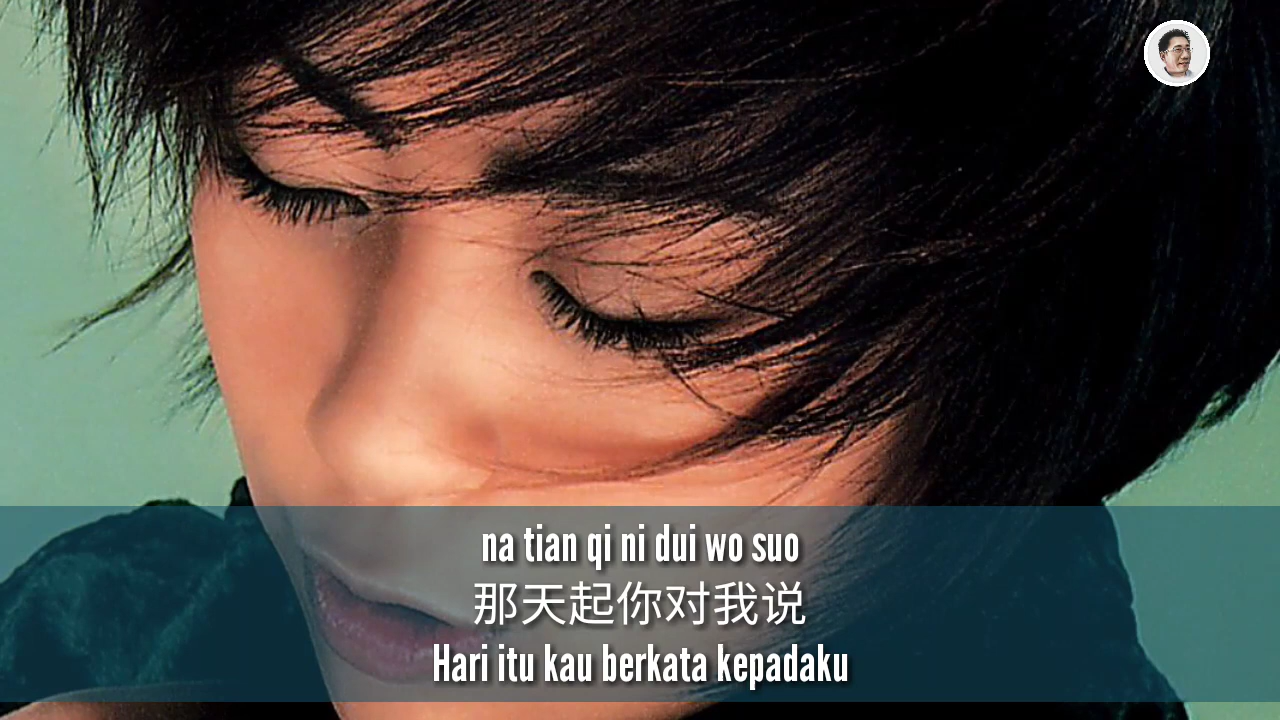 na tian qi ni dui wo suo
那天起你对我说
Hari itu kau berkata kepadaku